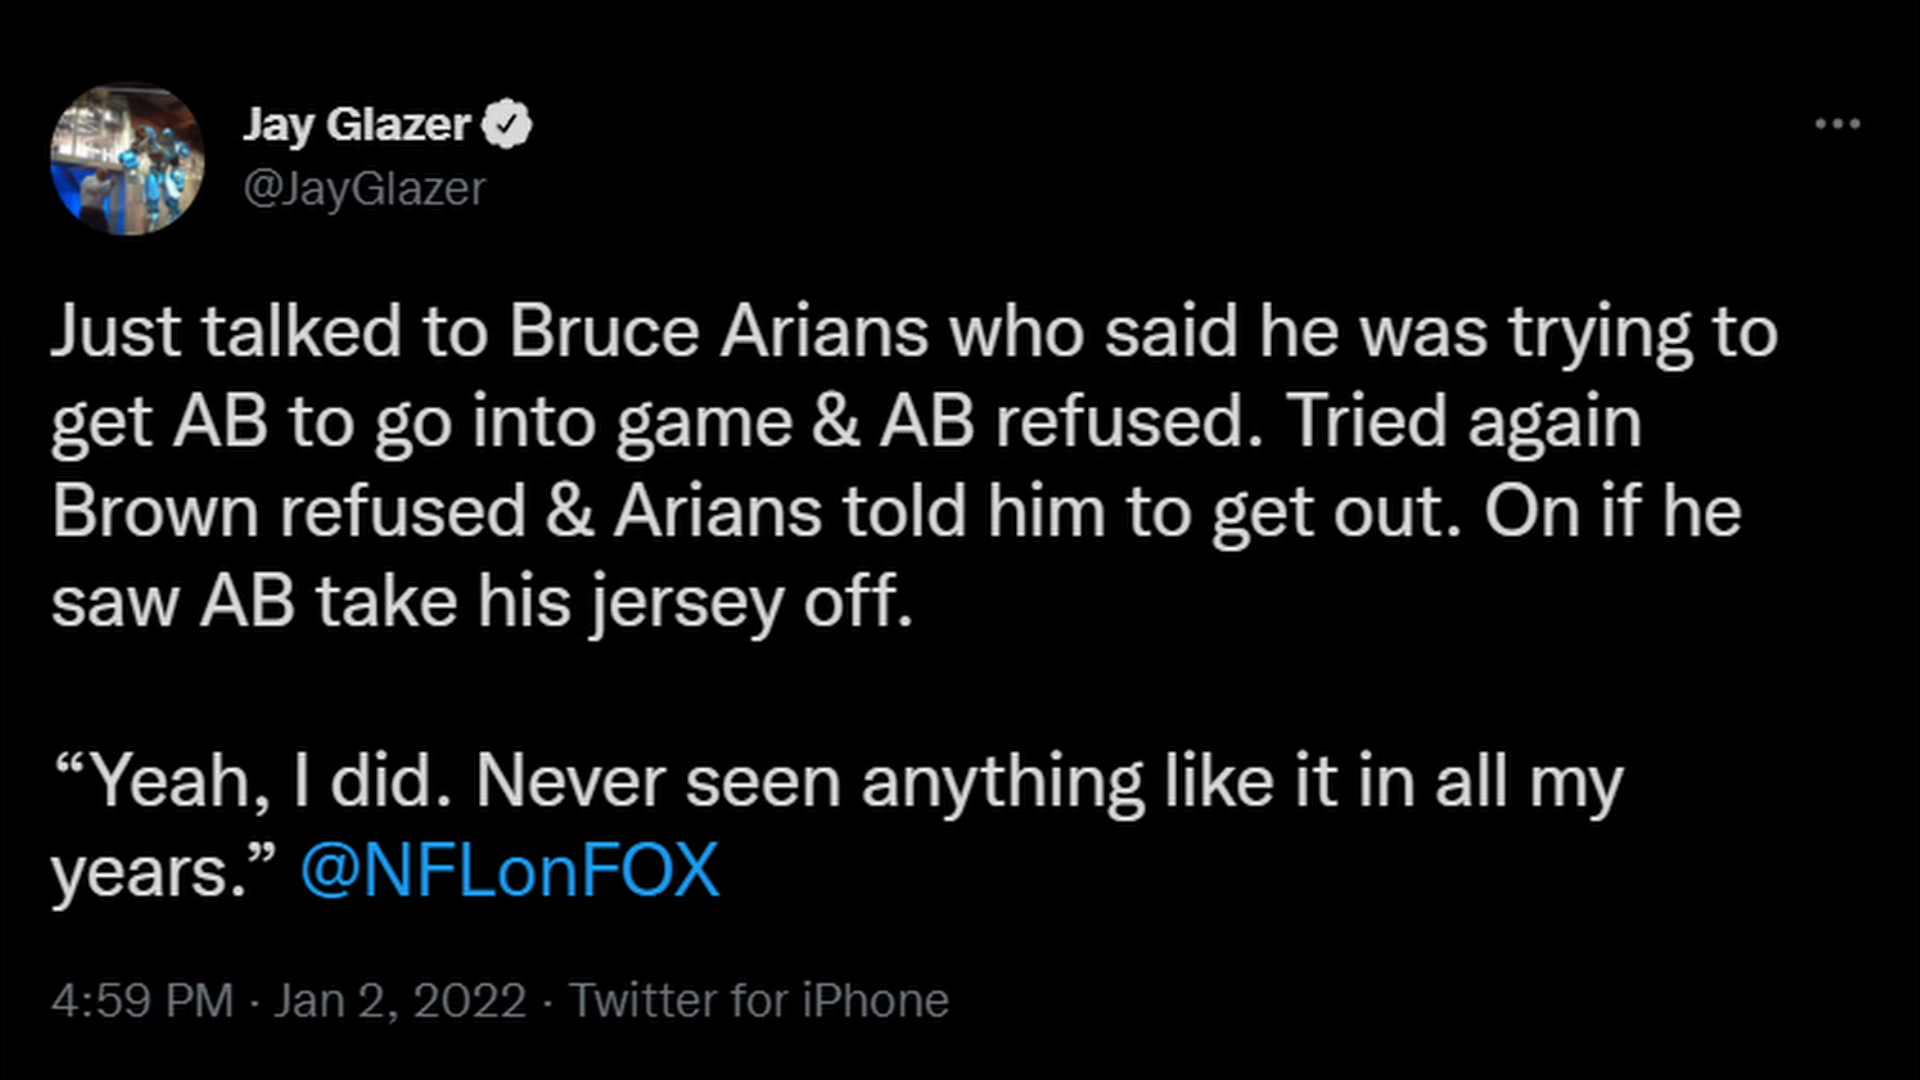 Jay Glazer
@JayGlazer
Just talked to Bruce Arians who said he was trying to
get AB to go into game & AB refused. Tried again
Brown refused & Arians told him to get out. On if he
saw AB take his jersey off.
“Yeah, I did. Never seen anything like it in all my
years.” @NFLonFOX
4:59 PM · Jan 2, 2022 · Twitter for iPhone